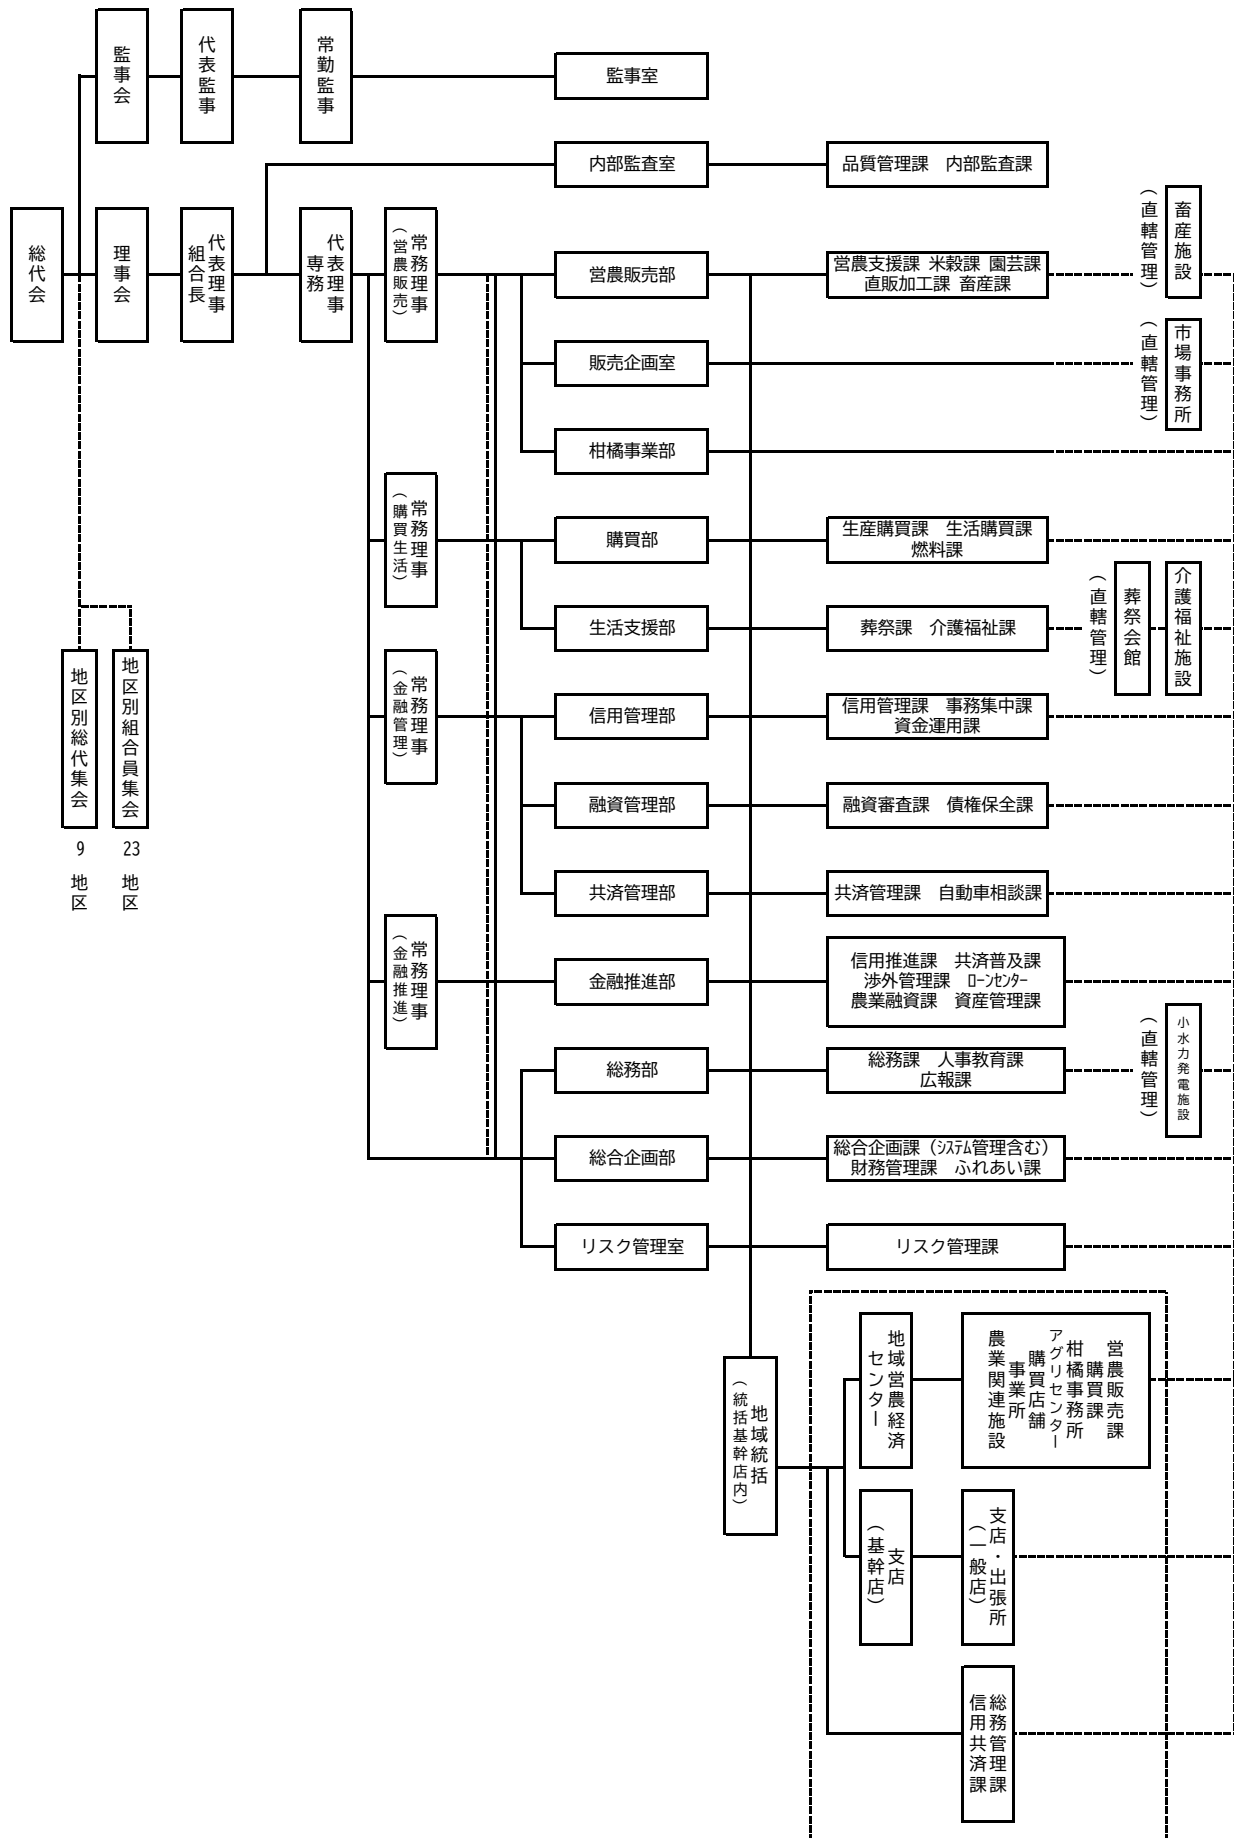 監事会
代表監事
常勤監事
監事室
内部監査室
品質管理課　内部監査課
総代会
理事会
代表理事
組合長
代表理事
専務
常務理事
（営農販売）
営農販売部
営農支援課 米穀課 園芸課
直販加工課 畜産課
（直轄管理）
畜産施設
販売企画室
（直轄管理）
市場事務所
柑橘事業部
常務理事
（購買生活）
購買部
生産購買課　生活購買課
燃料課
生活支援部
葬祭課　介護福祉課
（直轄管理）
葬祭会館
介護福祉施設
地区別総代集会
9
地区
地区別組合員集会
23
地区
常務理事
（金融管理）
信用管理部
信用管理課　事務集中課
資金運用課
融資管理部
融資審査課　債権保全課
共済管理部
共済管理課　自動車相談課
常務理事
（金融推進）
金融推進部
信用推進課　共済普及課
渉外管理課　ﾛｰﾝｾﾝﾀｰ
農業融資課　資産管理課
総務部
総務課　人事教育課
広報課
（直轄管理）
小水力発電施設
総合企画部
総合企画課（ｼｽﾃﾑ管理含む）
財務管理課　ふれあい課
リスク管理室
リスク管理課
地域統括
（統括基幹店内）
地域営農経済
センター
営農販売課
購買課
柑橘事務所
アグリセンター
購買店舗
事業所
農業関連施設
支店
（基幹店）
支店・出張所
（一般店）
総務管理課
信用共済課